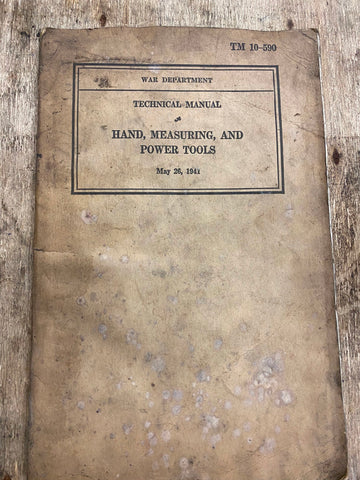 TM 10-590
WAR DEPARTMENT
TECHNICAL MANUAL
HAND, MEASURING, AND
POWER TOOLS
May 26, 1941